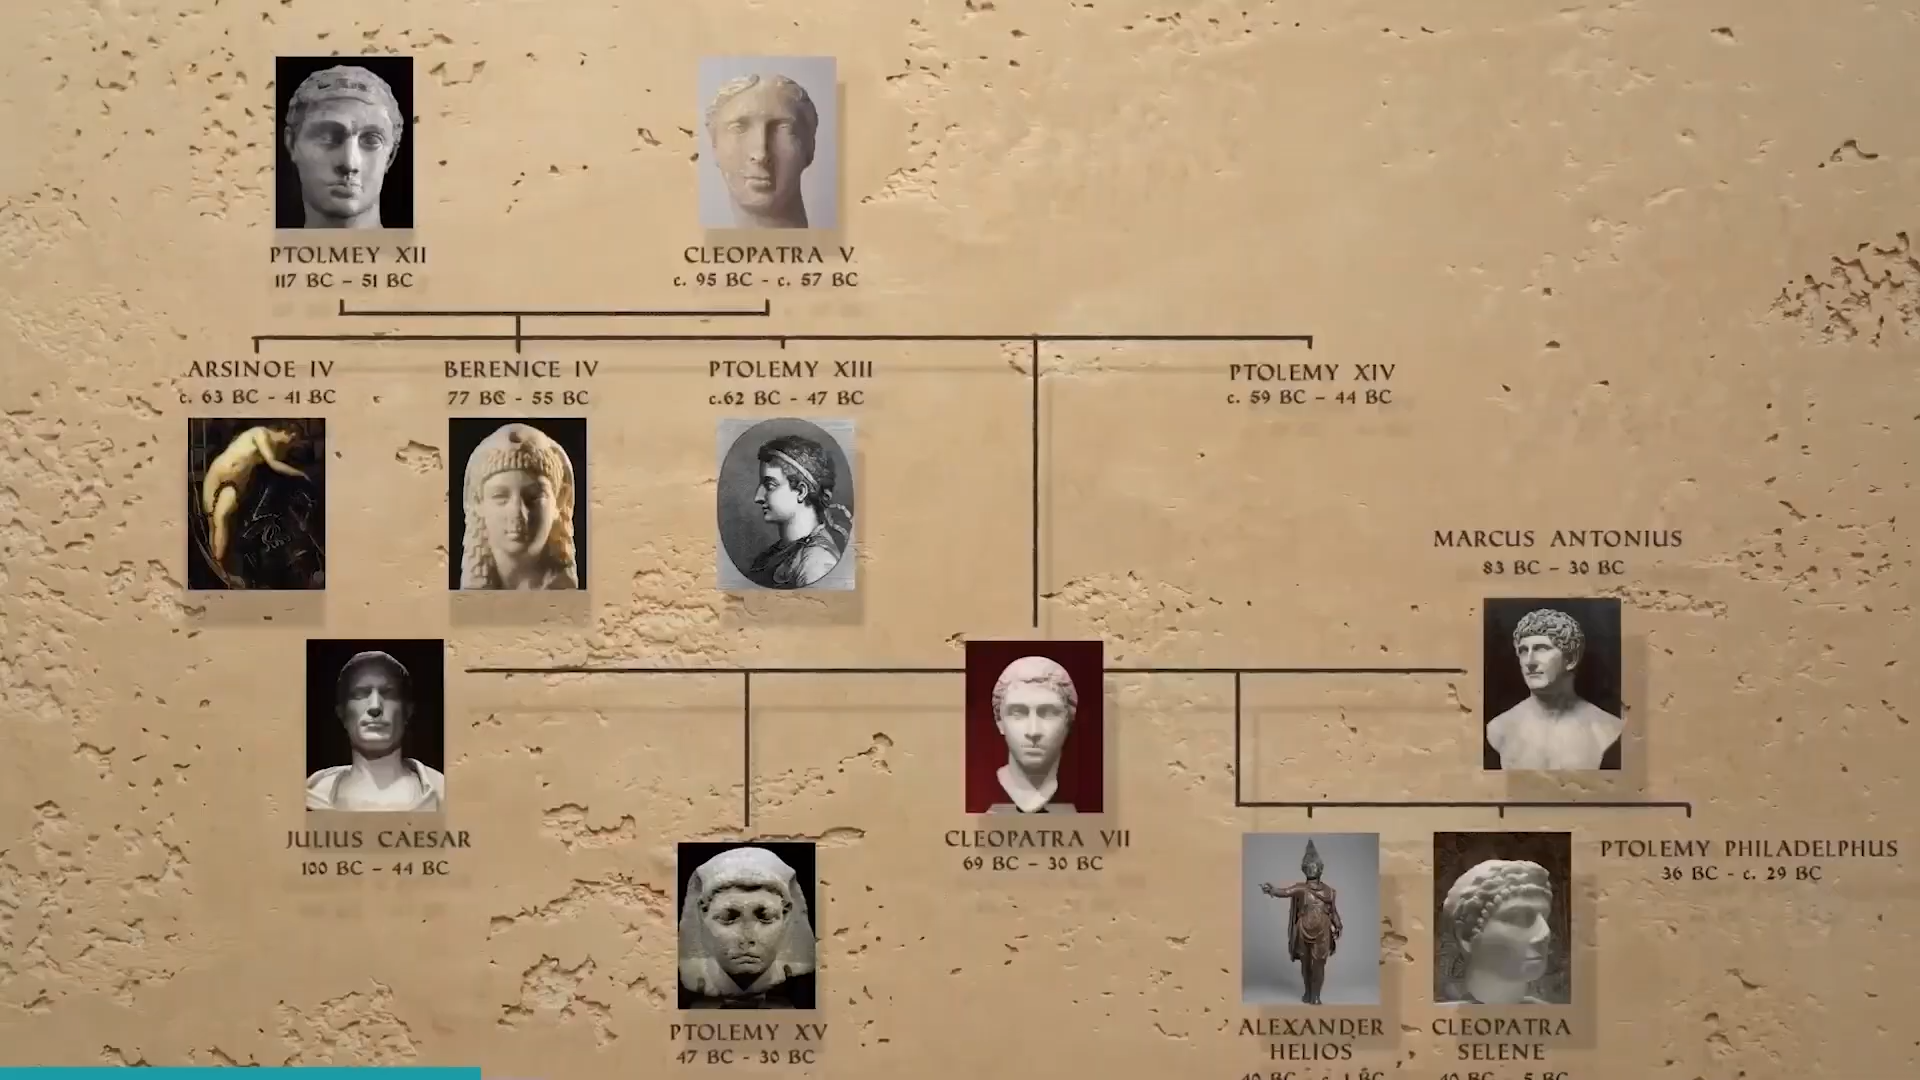 PTOLMEY XII
117 BC – 51 BC
CLEOPATRA V
c. 95 BC - c. 57 BC
ARSINOE IV
c. 63 BC - 41 BC
BERENICE IV
77 BC - 55 BC
PTOLEMY XIII
c.62 BC - 47 BC
PTOLEMY XIV
c. 59 BC – 44 BC
MARCUS ANTONIUS
83 BC – 30 BC
JULIUS CAESAR
100 BC – 44 BC
CLEOPATRA VII
69 BC – 30 BC
PTOLEMY XV
47 BC - 30 BC
ALEXANDER
HELIOS
CLEOPATRA
SELENE
PTOLEMY PHILADELPHUS
36 BC - c. 29 BC